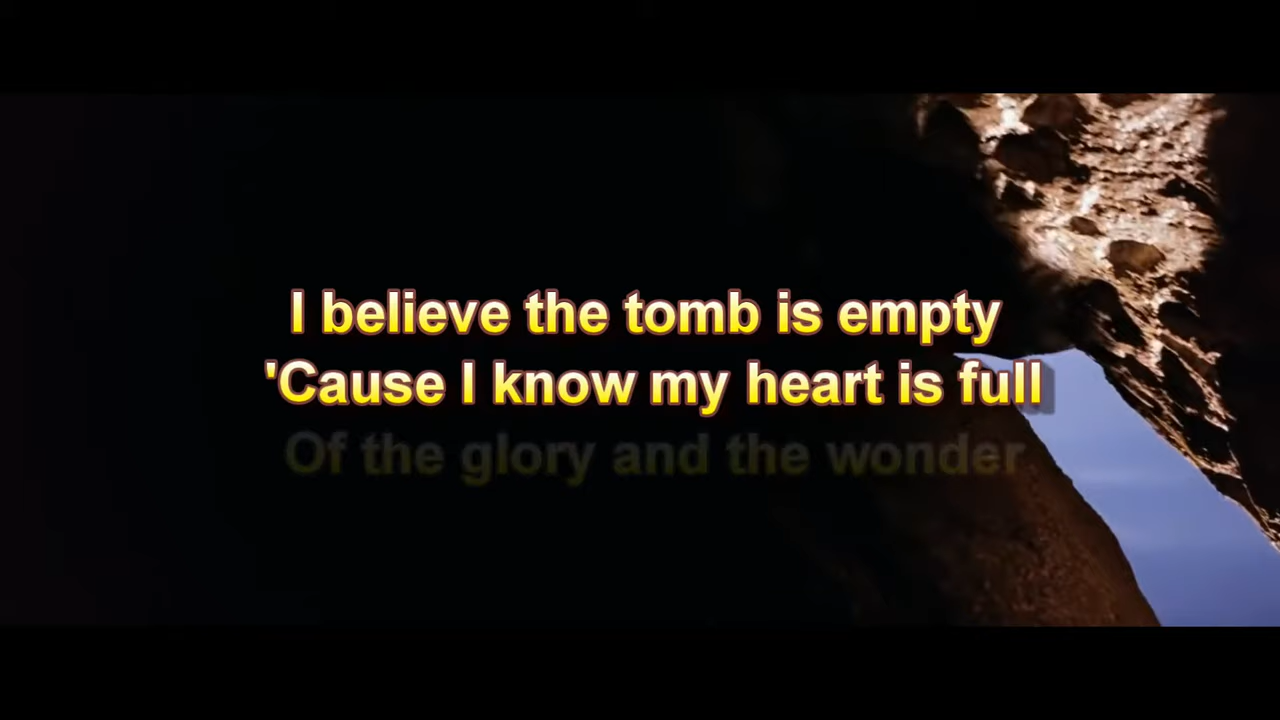 I believe the tomb is empty
'Cause I know my heart is full
Of the glory and the wonder